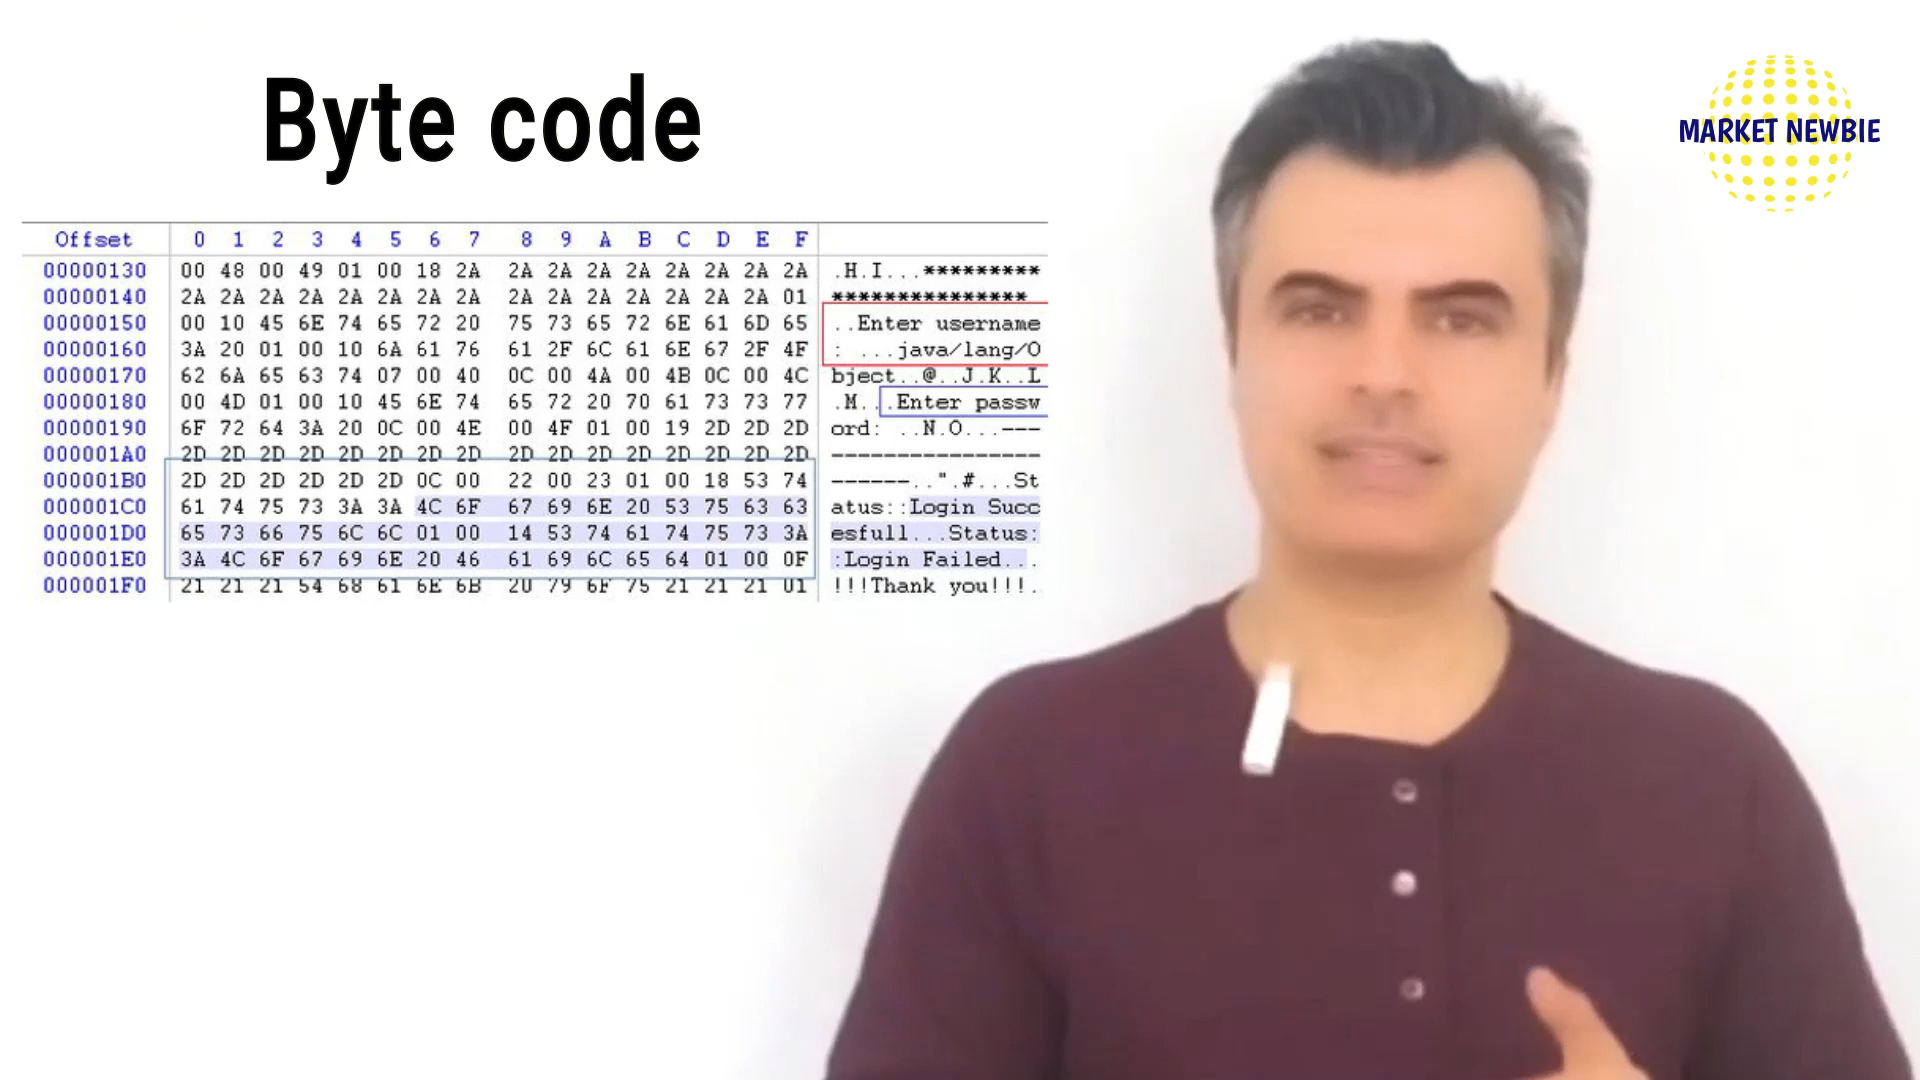 Byte code
MARKET NEWBIE
Offset 0 1 2 3 4 5 6 7 8 9 A B C D E F
00000130 00 48 00 49 01 00 18 2A 2A 2A 2A 2A 2A 2A 2A 2A .H.I...*********
00000140 2A 2A 2A 2A 2A 2A 2A 2A 2A 2A 2A 2A 2A 2A 2A 01 ***************
00000150 00 10 45 6E 74 65 72 20 75 73 65 72 6E 61 6D 65 ..Enter username
00000160 3A 20 01 00 10 6A 61 76 61 2F 6C 61 6E 67 2F 4F : ...java/lang/O
00000170 62 6A 65 63 74 07 00 40 0C 00 4A 00 4B 0C 00 4C bject..@..J.K..L
00000180 00 4D 01 00 10 45 6E 74 65 72 20 70 61 73 73 77 .M...Enter passw
00000190 6F 72 64 3A 20 0C 00 4E 00 4F 01 00 19 2D 2D 2D ord: ..N.O...---
000001A0 2D 2D 2D 2D 2D 2D 2D 2D 2D 2D 2D 2D 2D 2D 2D 2D ----------------
000001B0 2D 2D 2D 2D 2D 2D 0C 00 22 00 23 01 00 18 53 74 ------..".#...St
000001C0 61 74 75 73 3A 3A 4C 6F 67 69 6E 20 53 75 63 63 atus::Login Succ
000001D0 65 73 66 75 6C 6C 01 00 14 53 74 61 74 75 73 3A esfull...Status:
000001E0 3A 4C 6F 67 69 6E 20 46 61 69 6C 65 64 01 00 0F :Login Failed...
000001F0 21 21 21 54 68 61 6E 6B 20 79 6F 75 21 21 21 01 !!!Thank you!!!.